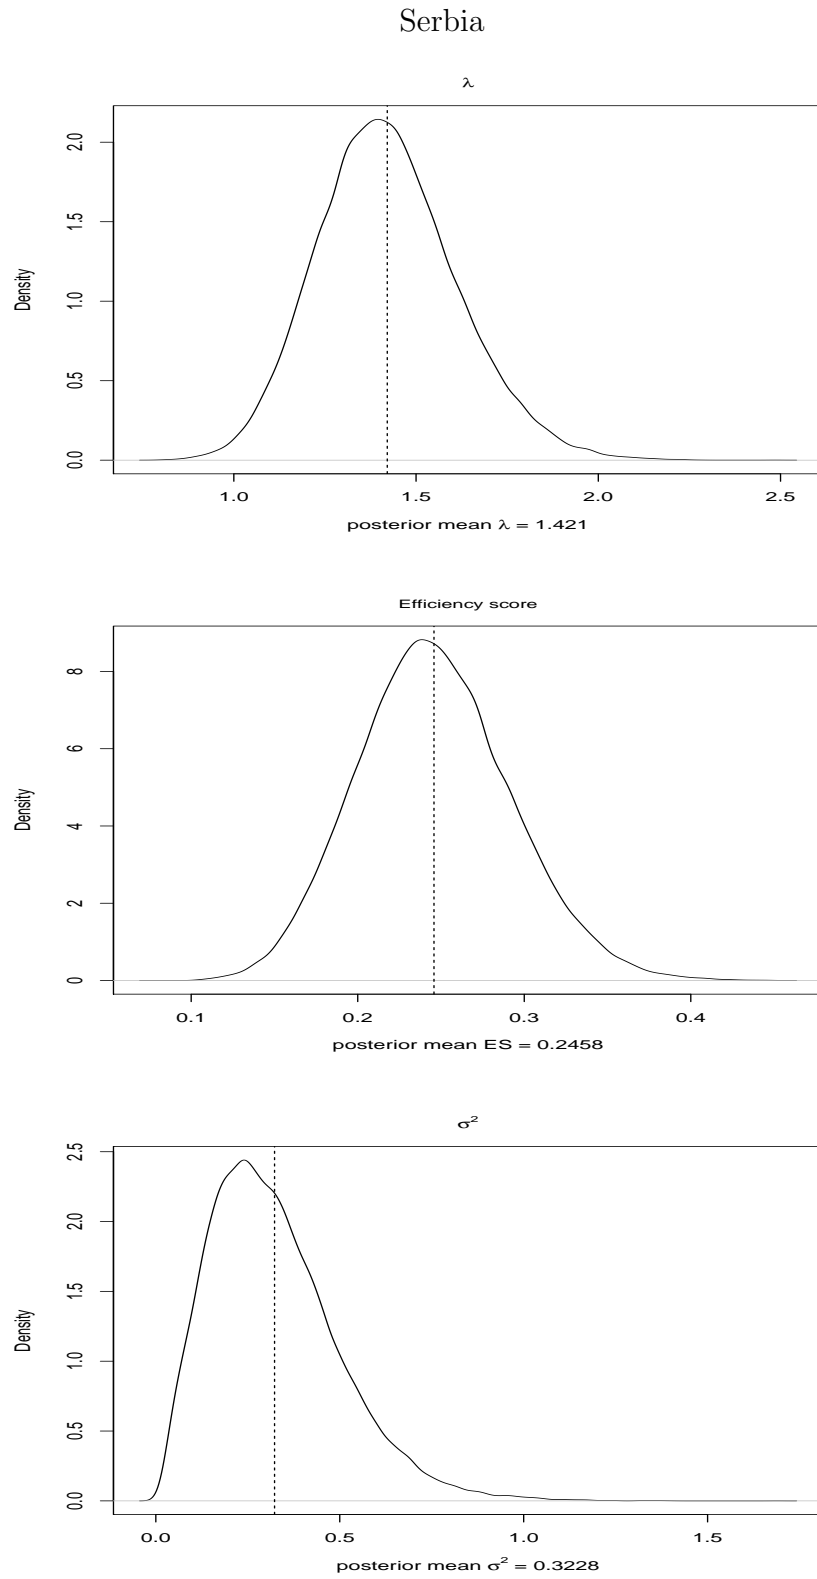 Serbia
λ
Density
2.0
1.5
1.0
0.5
0.0
1.0 1.5 2.0 2.5
posterior mean λ = 1.421
Efficiency score
Density
8
6
4
2
0
0.1 0.2 0.3 0.4
posterior mean ES = 0.2458
σ²
Density
2.5
2.0
1.5
1.0
0.5
0.0
0.0 0.5 1.0 1.5
posterior mean σ² = 0.3228